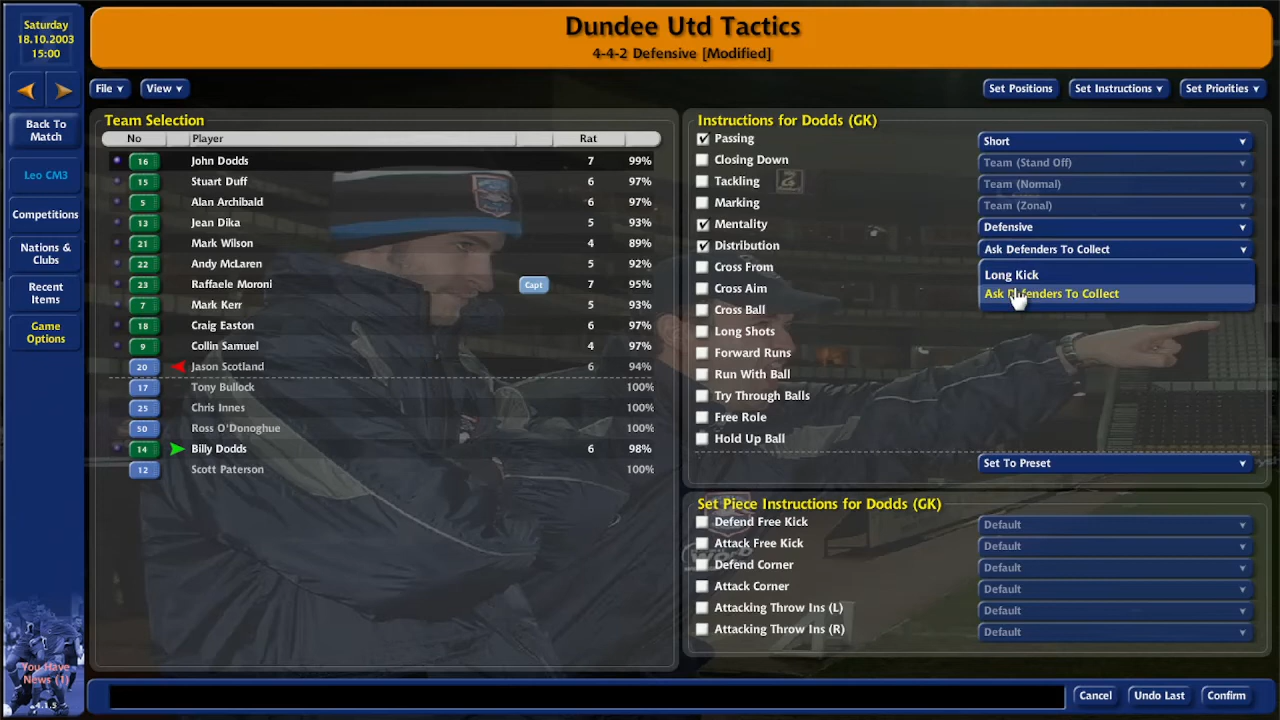 Saturday
18.10.2003
15:00
Dundee Utd Tactics
4-4-2 Defensive [Modified]
File View Set Positions Set Instructions Set Priorities
Back To
Match
Leo CM3
Competitions
Nations &
Clubs
Recent
Items
Game
Options
You Have
News (1)
4.1.5
Team Selection
No Player Rat
16 John Dodds 7 99%
15 Stuart Duff 6 97%
5 Alan Archibald 6 97%
13 Jean Dika 5 93%
21 Mark Wilson 4 89%
22 Andy McLaren 5 92%
23 Raffaele Moroni Capt 7 95%
7 Mark Kerr 5 93%
18 Craig Easton 6 97%
9 Collin Samuel 4 97%
20 Jason Scotland 6 94%
17 Tony Bullock 100%
25 Chris Innes 100%
50 Ross O'Donoghue 100%
14 Billy Dodds 6 98%
12 Scott Paterson 100%
Instructions for Dodds (GK)
Passing Short
Closing Down Team (Stand Off)
Tackling Team (Normal)
Marking Team (Zonal)
Mentality Defensive
Distribution Ask Defenders To Collect
Cross From Long Kick
Cross Aim Ask Defenders To Collect
Cross Ball
Long Shots
Forward Runs
Run With Ball
Try Through Balls
Free Role
Hold Up Ball
Set To Preset
Set Piece Instructions for Dodds (GK)
Defend Free Kick Default
Attack Free Kick Default
Defend Corner Default
Attack Corner Default
Attacking Throw Ins (L) Default
Attacking Throw Ins (R) Default
Cancel Undo Last Confirm